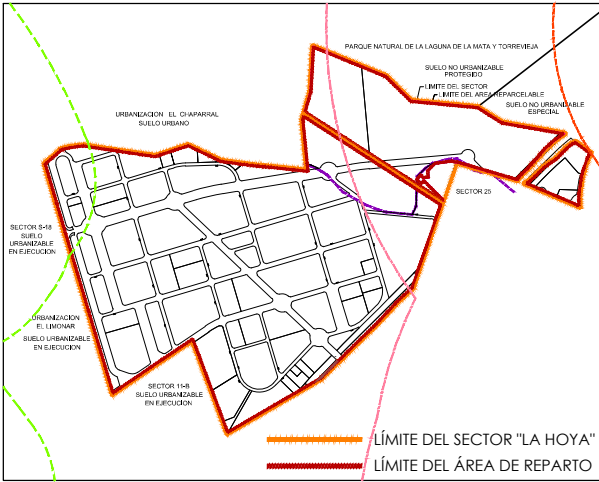 PARQUE NATURAL DE LA LAGUNA DE LA MATA Y TORREVIEJA
SUELO NO URBANIZABLE
PROTEGIDO
LIMITE DEL SECTOR
LIMITE DEL AREA REPARCELABLE
SUELO NO URBANIZABLE
ESPECIAL
URBANIZACION EL CHAPARRAL
SUELO URBANO
SECTOR 25
SECTOR S-18
SUELO
URBANIZABLE
EN EJECUCION
URBANIZACION
EL LIMONAR
SUELO URBANIZABLE
EN EJECUCION
SECTOR 11-B
SUELO URBANIZABLE
EN EJECUCION
LÍMITE DEL SECTOR "LA HOYA"
LÍMITE DEL ÁREA DE REPARTO